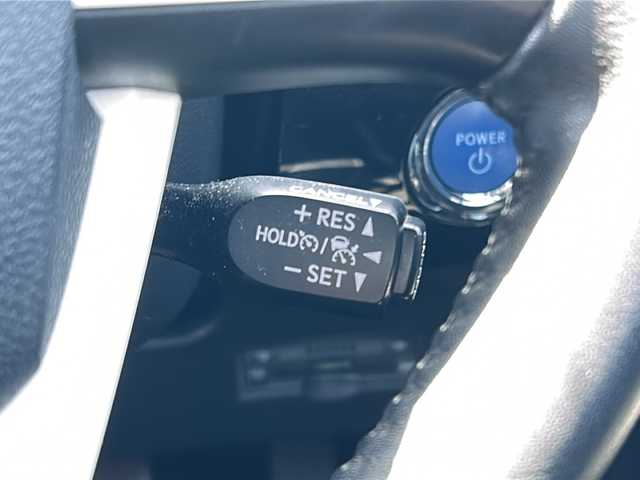 POWER
CANCEL
+ RES ▲
HOLD /
- SET ▼